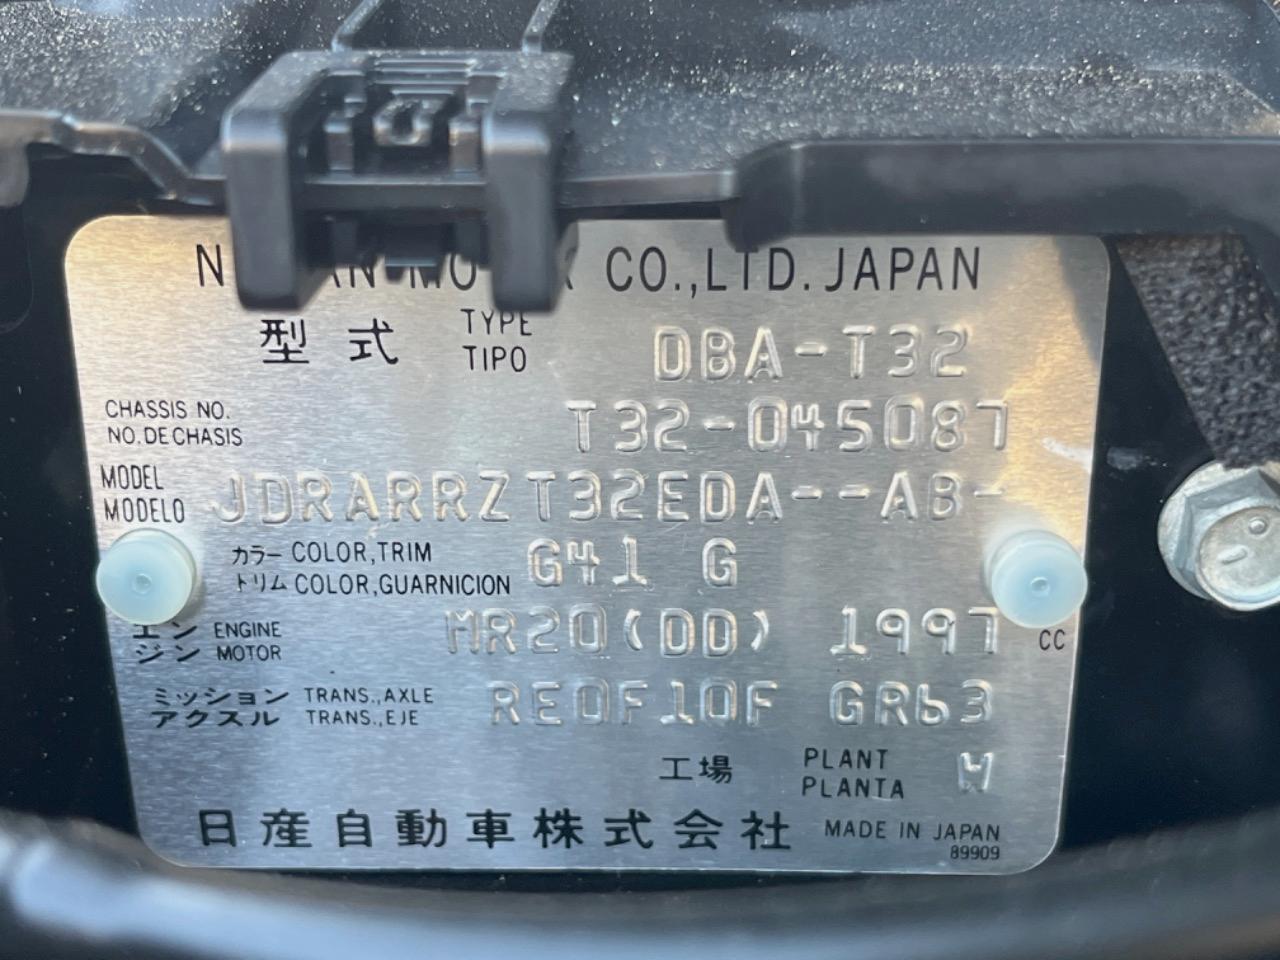 CO.,LTD. JAPAN
型式 TYPE TIPO DBA-T32
CHASSIS NO. NO. DE CHASIS T32-045087
MODEL MODELO JDRARRZT32EDA--AB-
カラー COLOR,TRIM
トリム COLOR,GUARNICION G41 G
エン ENGINE
ジン MOTOR MR20(DD) 1997 CC
ミッション TRANS.,AXLE
アクスル TRANS.,EJE RE0F10F GR63
工場 PLANT PLANTA W
日産自動車株式会社 MADE IN JAPAN
89909